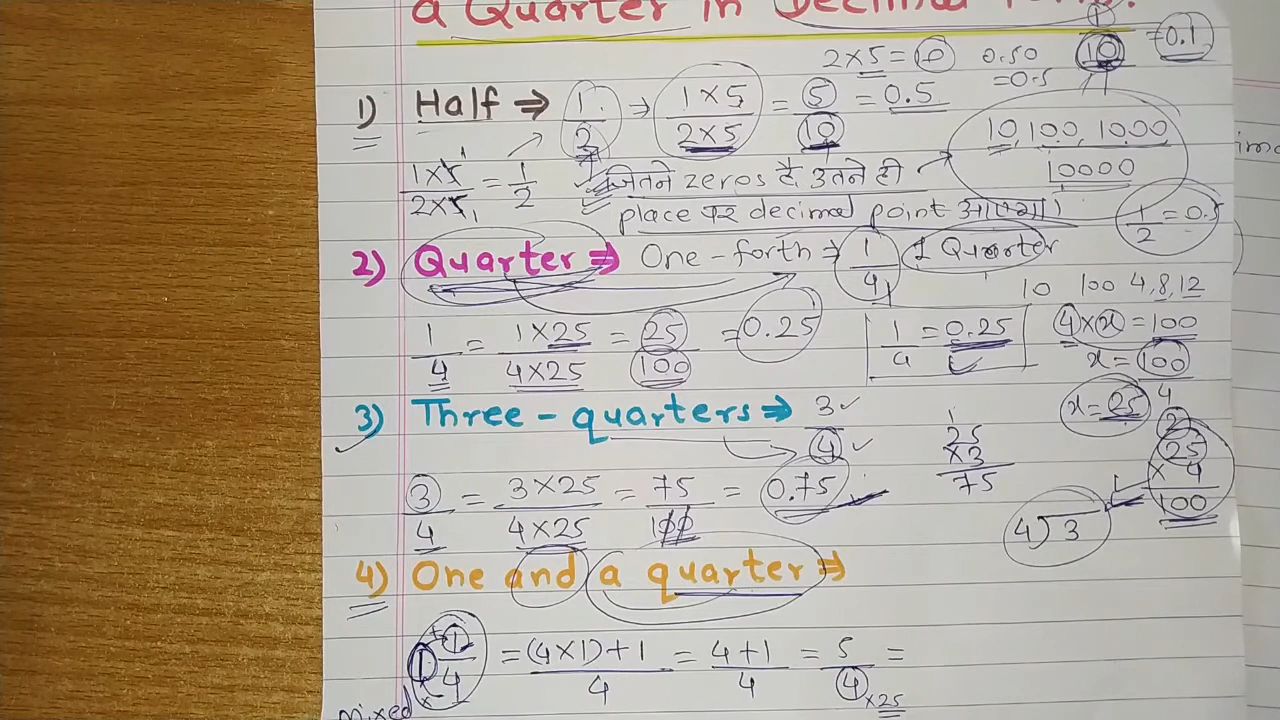 a Quarter in Decimal form.
2×5=10 0.50 1/10 =0.1
=0.5
1) Half ⇒ 1/2 → 1×5/2×5 = 5/10 = 0.5
10, 100, 1000
10000
1×5/2×5 = 1/2 जितने zeros है उतने ही
place पर decimal point आएगा।
1/2 = 0.5
2) Quarter ⇒ One-forth ⇒ 1/4 1 Quarter
10 100 4,8,12
1/4 = 1×25/4×25 = 25/100 = 0.25 1/4 = 0.25 4×x=100
x=100/4
x=25
3) Three-quarters ⇒ 3/4
25
×3
75
2
25
×4
100
3/4 = 3×25/4×25 = 75/100 = 0.75
4)3
4) One and a quarter ⇒
1 1/4 = (4×1)+1/4 = 4+1/4 = 5/4 =
×25
mixed